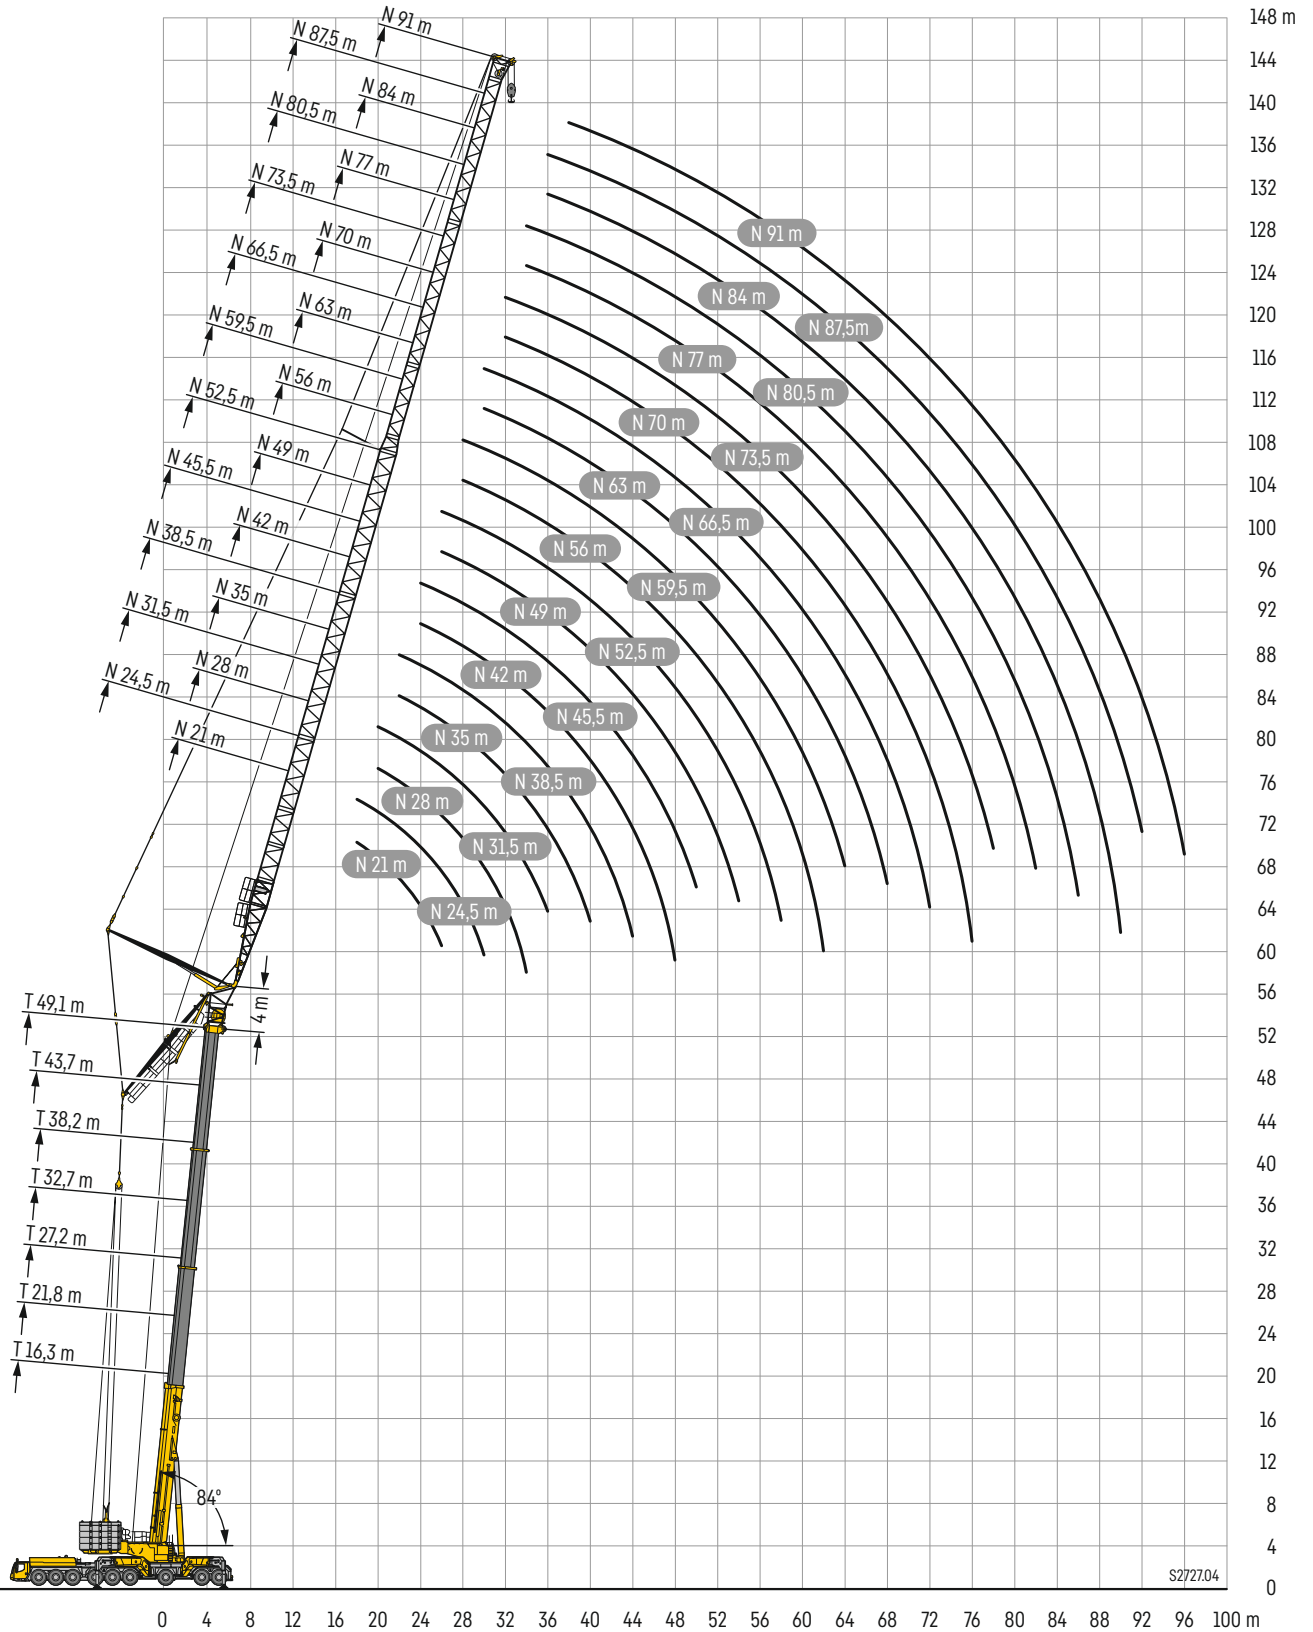 N 91 m
148 m
N 87,5 m
144
N 84 m
140
N 80,5 m
136
N 77 m
132
N 73,5 m
N 91 m
128
N 70 m
N 66,5 m
124
N 84 m
120
N 63 m
N 59,5 m
N 87,5m
116
N 77 m
N 56 m
N 52,5 m
N 80,5 m
112
N 70 m
108
N 49 m
N 45,5 m
N 73,5 m
104
N 63 m
N 42 m
N 38,5 m
N 66,5 m
100
N 56 m
96
N 35 m
N 31,5 m
N 59,5 m
92
N 49 m
N 28 m
N 24,5 m
N 52,5 m
88
N 42 m
84
N 21 m
N 45,5 m
80
N 35 m
N 38,5 m
76
N 28 m
72
N 31,5 m
68
N 21 m
N 24,5 m
64
60
56
T 49,1 m
4 m
52
T 43,7 m
48
T 38,2 m
44
40
T 32,7 m
36
T 27,2 m
32
T 21,8 m
28
24
T 16,3 m
20
16
12
84°
8
4
S2727.04
0
0 4 8 12 16 20 24 28 32 36 40 44 48 52 54 60 64 68 72 76 80 84 88 92 96 100 m